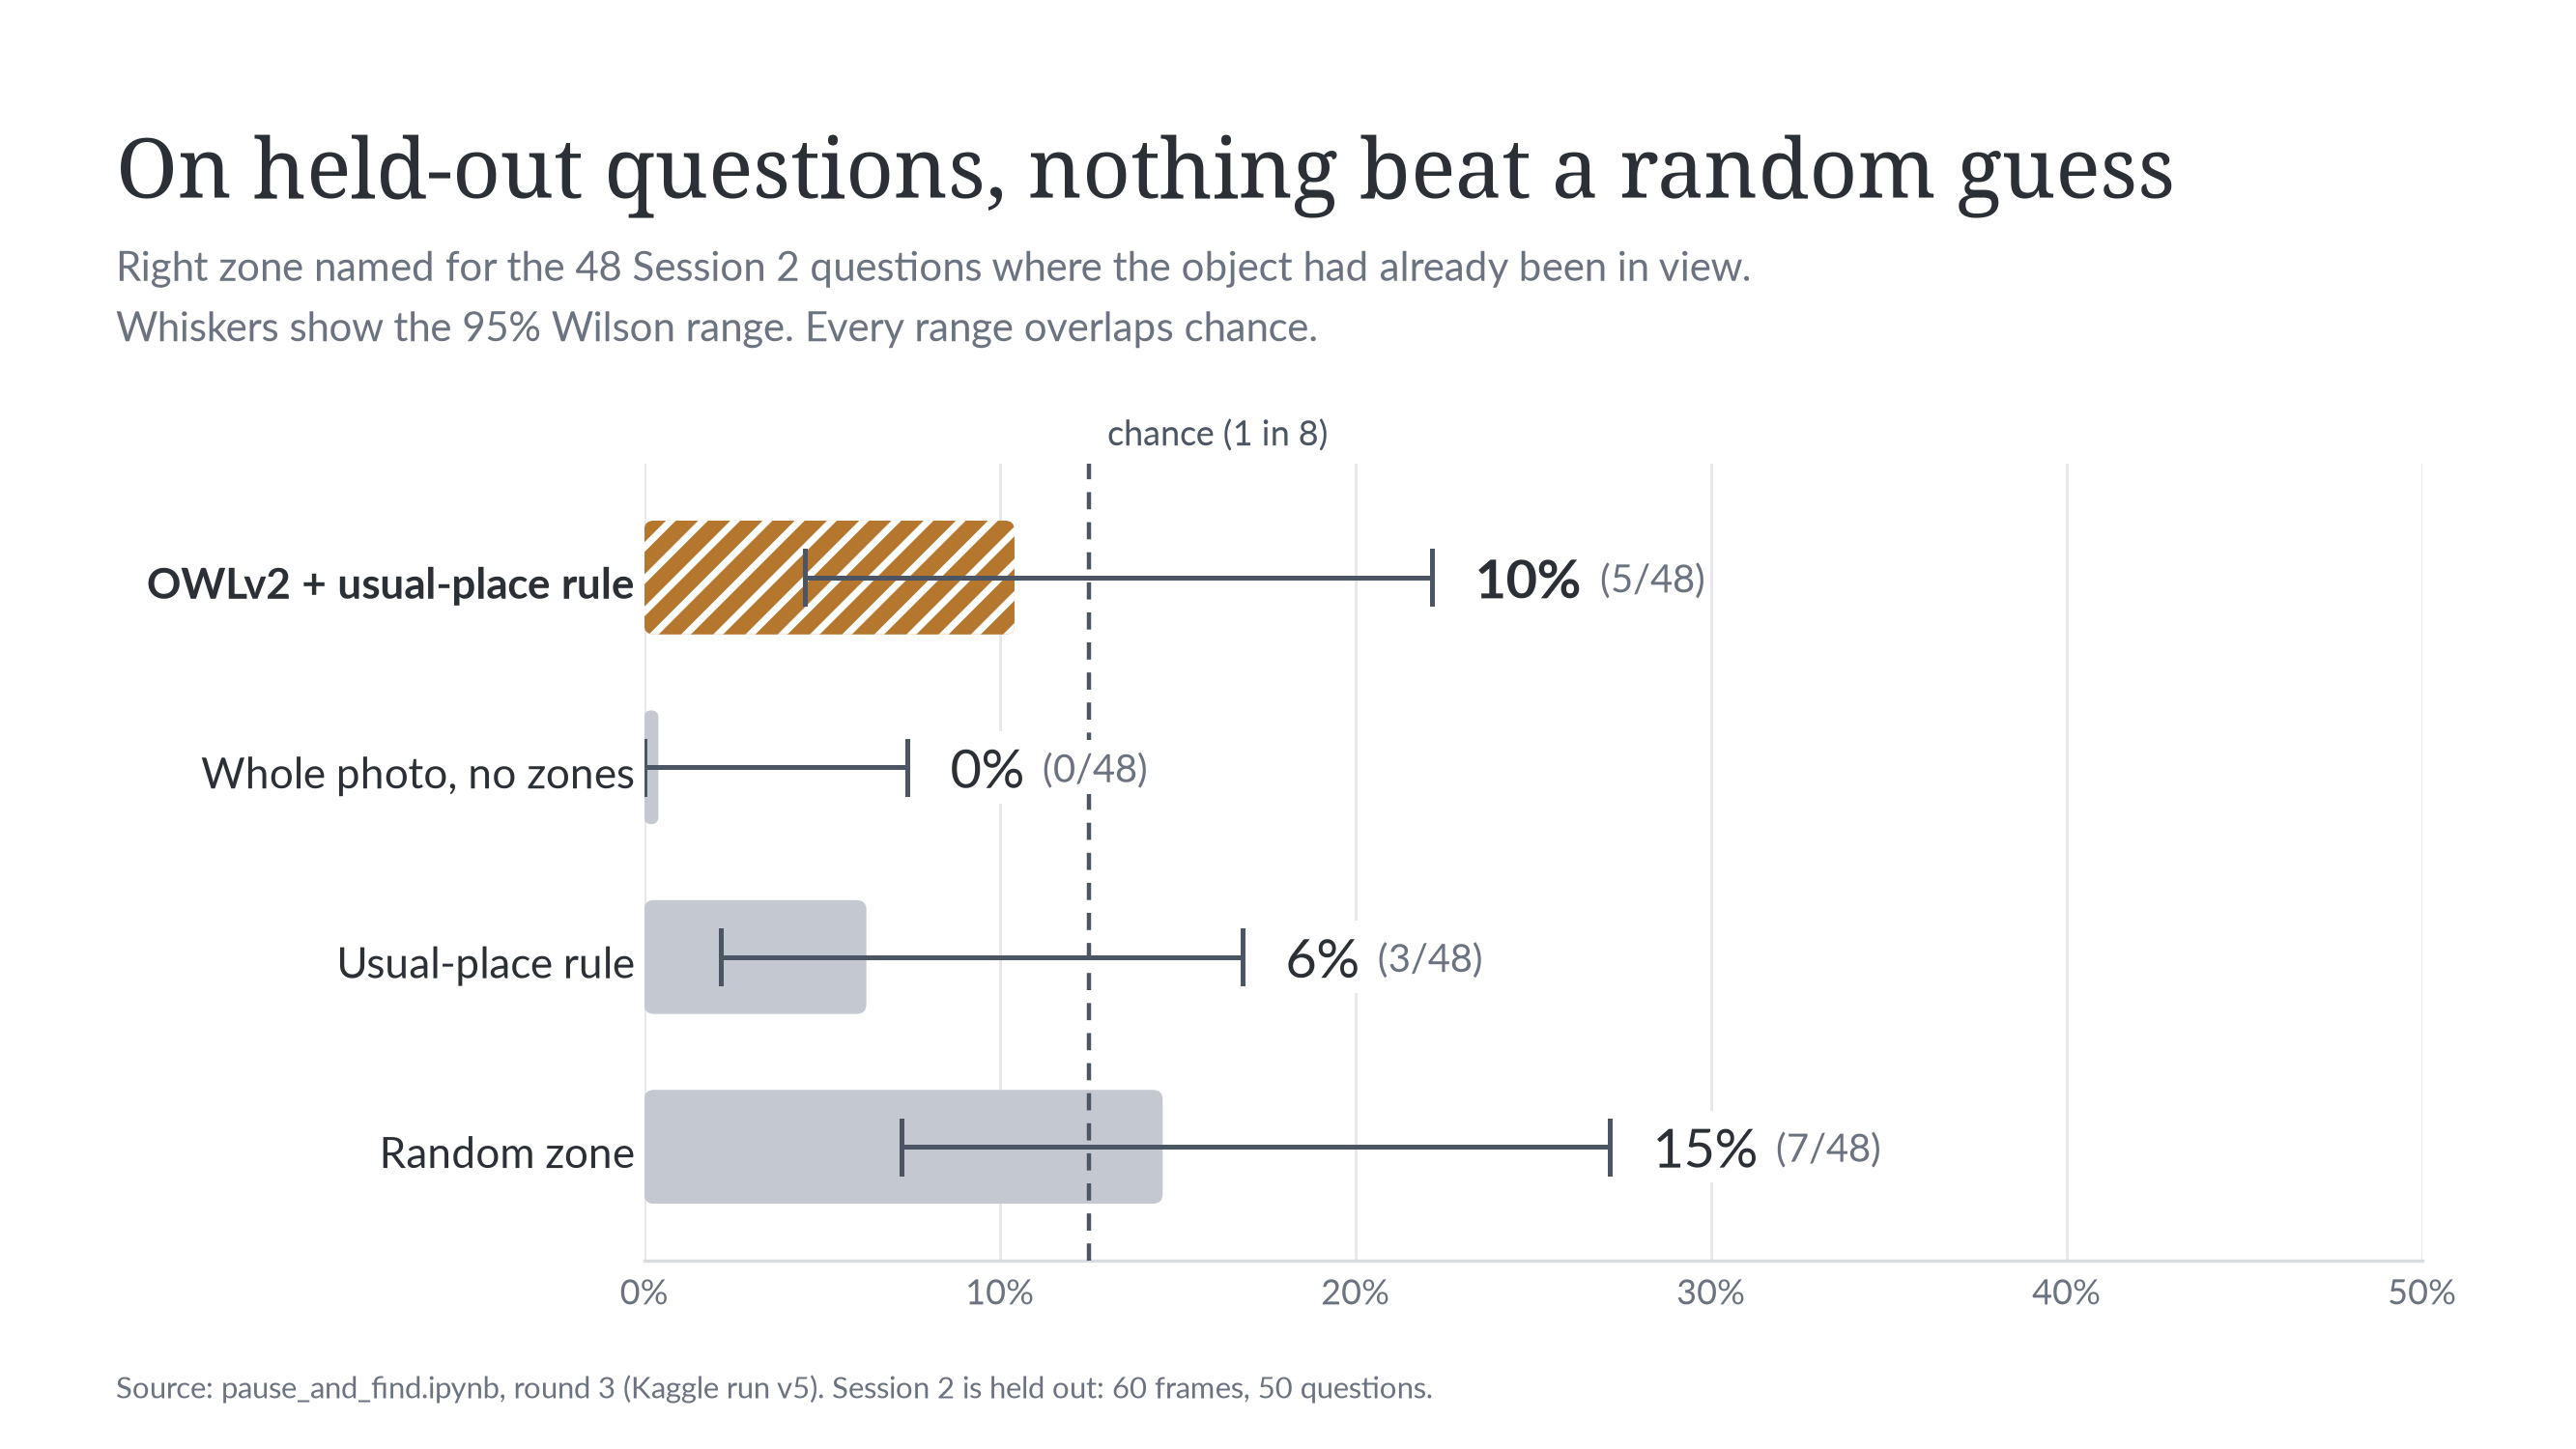 On held-out questions, nothing beat a random guess
Right zone named for the 48 Session 2 questions where the object had already been in view.
Whiskers show the 95% Wilson range. Every range overlaps chance.
chance (1 in 8)
OWLv2 + usual-place rule 10% (5/48)
Whole photo, no zones 0% (0/48)
Usual-place rule 6% (3/48)
Random zone 15% (7/48)
0% 10% 20% 30% 40% 50%
Source: pause_and_find.ipynb, round 3 (Kaggle run v5). Session 2 is held out: 60 frames, 50 questions.